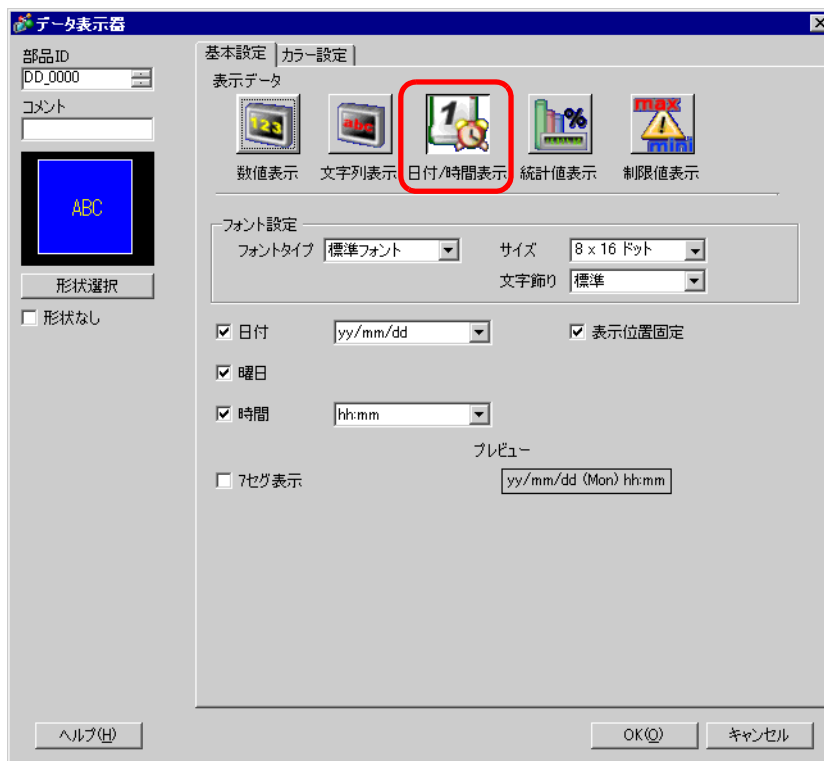 データ表示器
部品ID
DD_0000
コメント
ABC
形状選択
形状なし
基本設定 カラー設定
表示データ
123 abc 1 % max mini
数値表示 文字列表示 日付/時間表示 統計値表示 制限値表示
フォント設定
フォントタイプ 標準フォント サイズ 8 x 16 ドット
文字飾り 標準
日付 yy/mm/dd 表示位置固定
曜日
時間 hh:mm
プレビュー
7セグ表示 yy/mm/dd (Mon) hh:mm
ヘルプ(H) OK(O) キャンセル